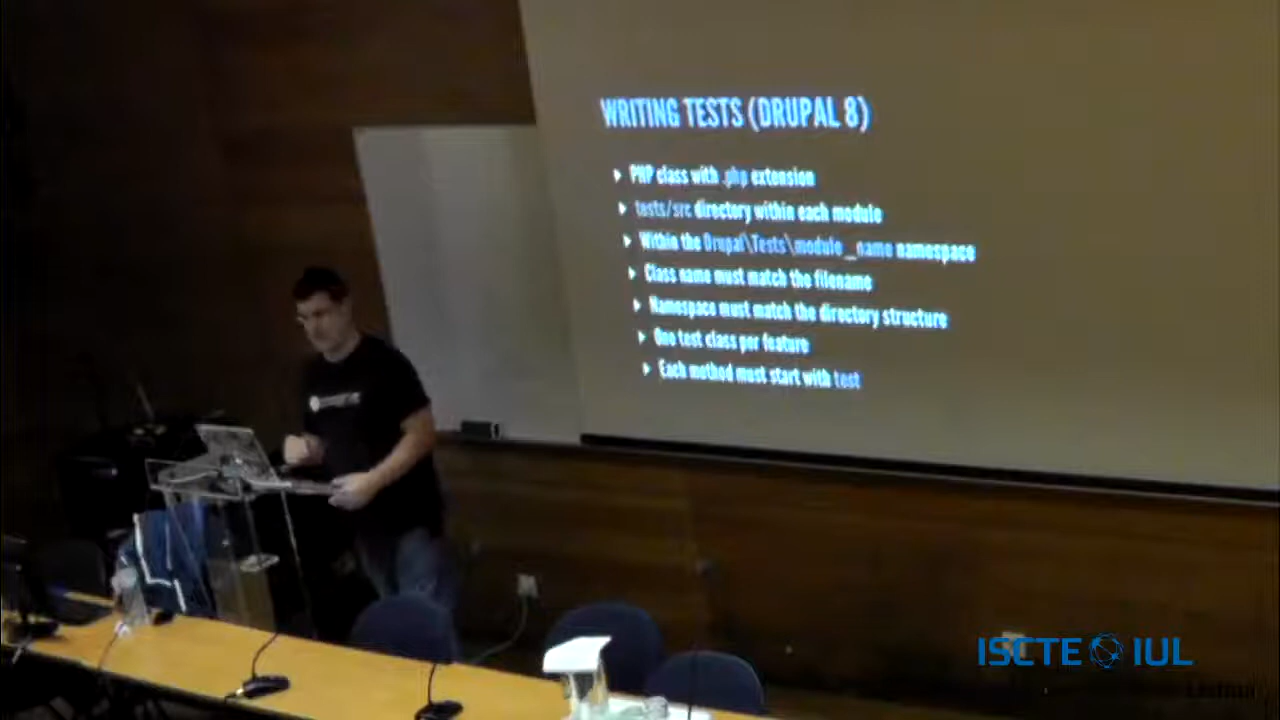 WRITING TESTS (DRUPAL 8)
PHP class with .php extension
tests/src directory within each module
Within the Drupal\Tests\module_name namespace
Class name must match the filename
Namespace must match the directory structure
One test class per feature
Each method must start with test
ISCTE IUL